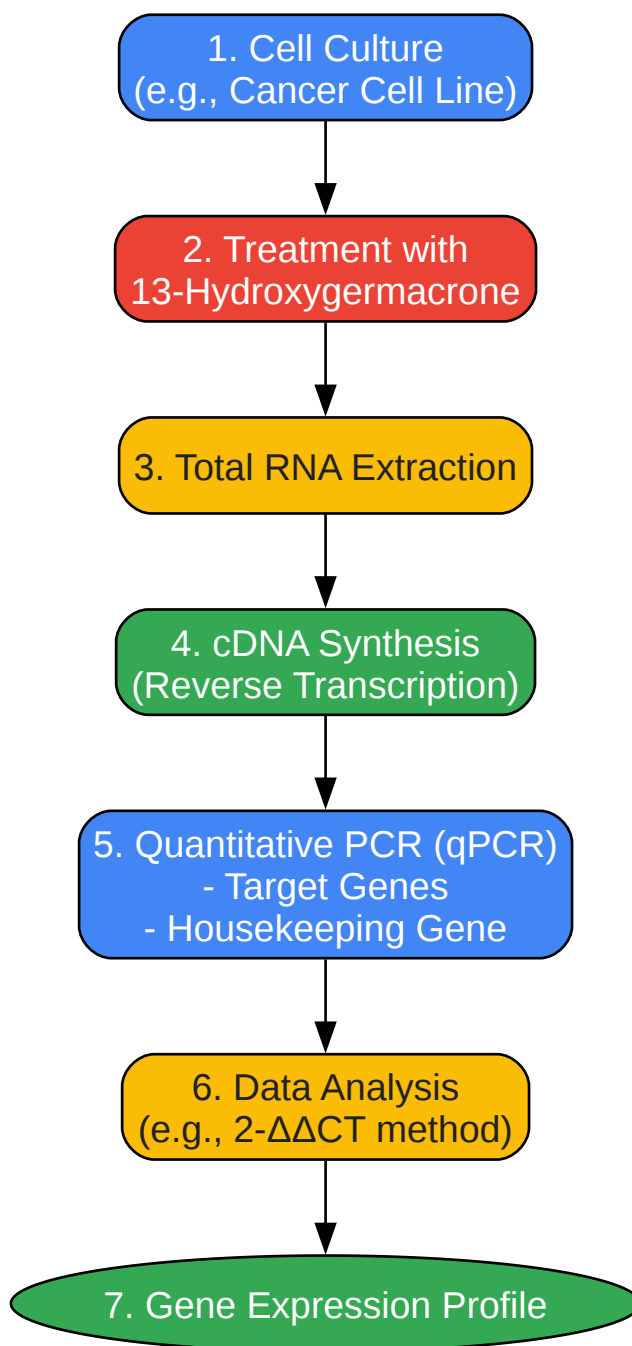 1. Cell Culture
(e.g., Cancer Cell Line)
2. Treatment with
13-Hydroxygermacrone
3. Total RNA Extraction
4. cDNA Synthesis
(Reverse Transcription)
5. Quantitative PCR (qPCR)
- Target Genes
- Housekeeping Gene
6. Data Analysis
(e.g., 2-ΔΔCT method)
7. Gene Expression Profile